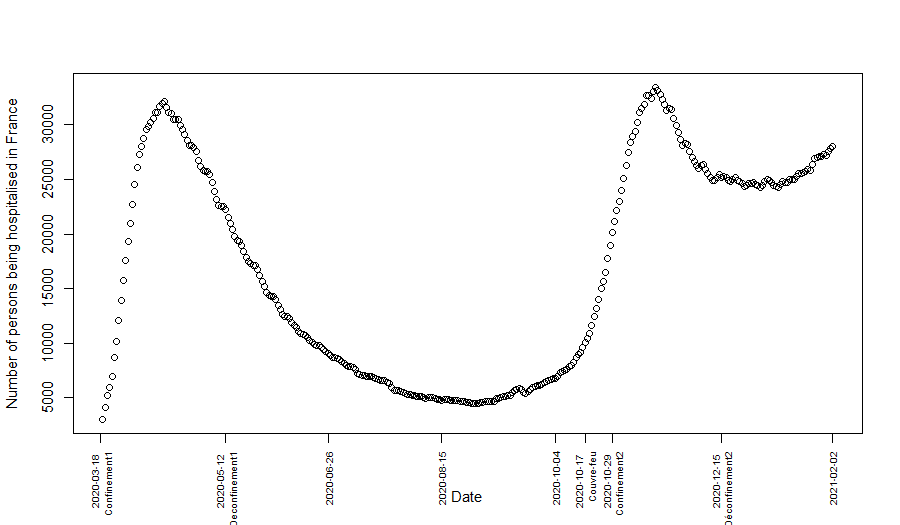 Number of persons being hospitalised in France
30000
25000
20000
15000
10000
5000
2020-03-18
Confinement1
2020-05-12
Deconfinement1
2020-06-26
2020-08-15
2020-10-04
2020-10-17
Couvre-feu
2020-10-29
Confinement2
2020-12-15
Déconfinement2
2021-02-02
Date